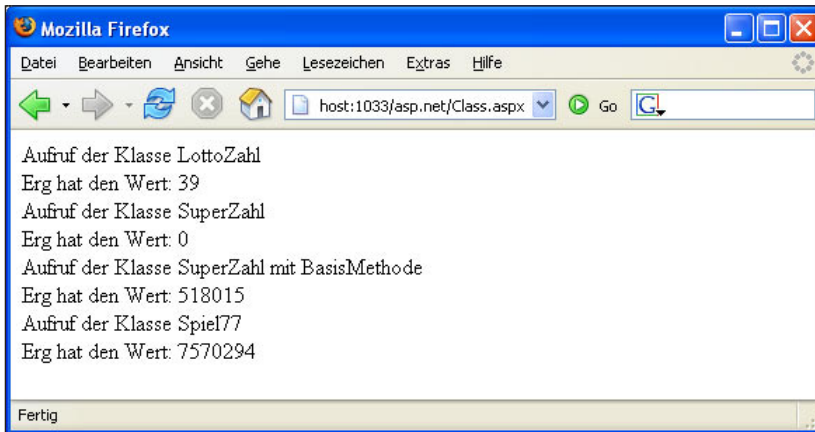 Mozilla Firefox
Datei Bearbeiten Ansicht Gehe Lesezeichen Extras Hilfe
host:1033/asp.net/Class.aspx Go G
Aufruf der Klasse LottoZahl
Erg hat den Wert: 39
Aufruf der Klasse SuperZahl
Erg hat den Wert: 0
Aufruf der Klasse SuperZahl mit BasisMethode
Erg hat den Wert: 518015
Aufruf der Klasse Spiel77
Erg hat den Wert: 7570294
Fertig